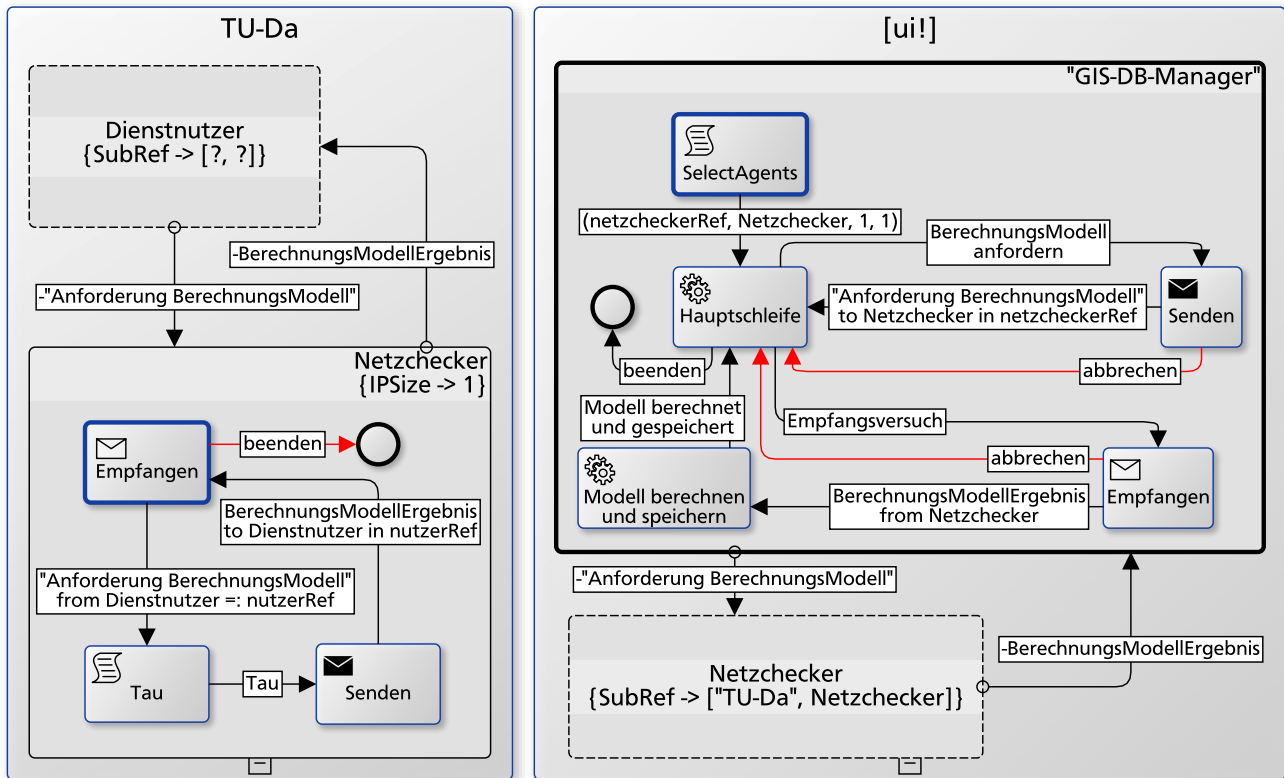 TU-Da
Dienstnutzer
{SubRef -> [?, ?]}
-BerechnungsModellErgebnis
-"Anforderung BerechnungsModell"
Netzchecker
{IPSize -> 1}
Empfangen
beenden
BerechnungsModellErgebnis
to Dienstnutzer in nutzerRef
"Anforderung BerechnungsModell"
from Dienstnutzer =: nutzerRef
Tau
Tau
Senden
[ui!]
"GIS-DB-Manager"
SelectAgents
(netzcheckerRef, Netzchecker, 1, 1)
BerechnungsModell
anfordern
Hauptschleife
"Anforderung BerechnungsModell"
to Netzchecker in netzcheckerRef
Senden
beenden
abbrechen
Modell berechnet
und gespeichert
Empfangsversuch
abbrechen
Modell berechnen
und speichern
BerechnungsModellErgebnis
from Netzchecker
Empfangen
-"Anforderung BerechnungsModell"
-BerechnungsModellErgebnis
Netzchecker
{SubRef -> ["TU-Da", Netzchecker]}